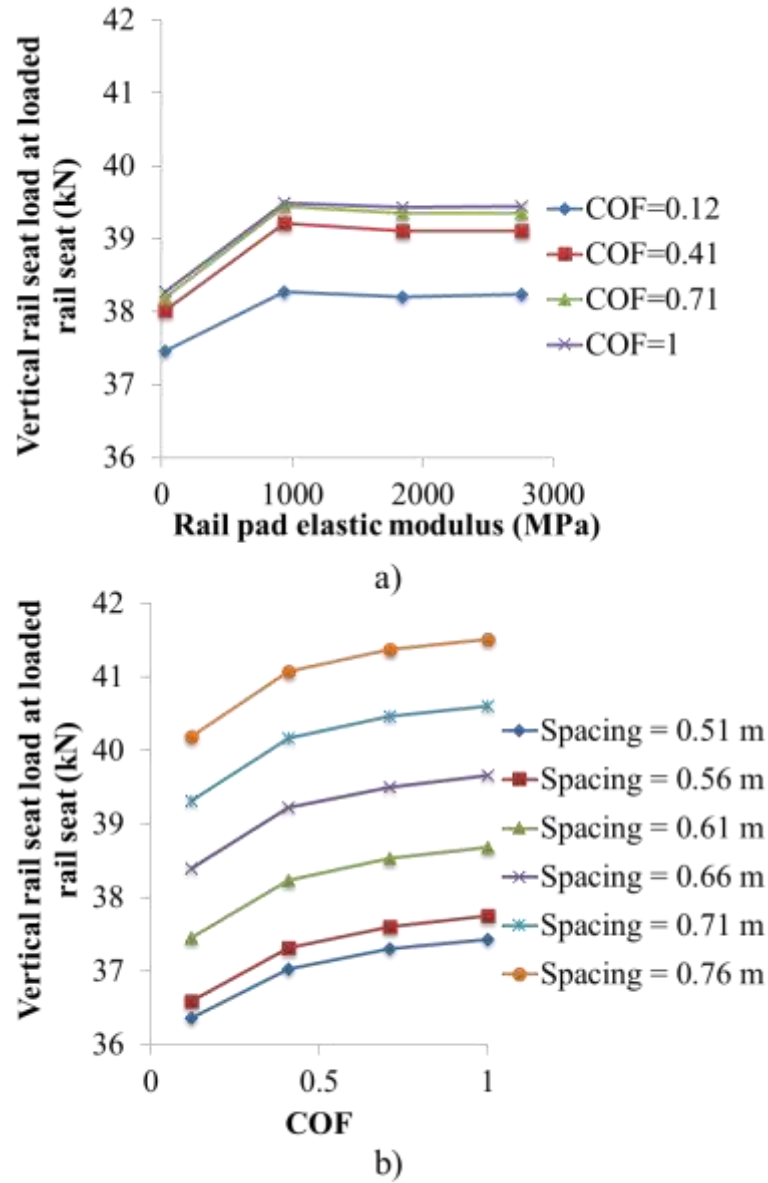 42
41
40
39
38
37
36
Vertical rail seat load at loaded
rail seat (kN)
0
1000
2000
3000
Rail pad elastic modulus (MPa)
COF=0.12
COF=0.41
COF=0.71
COF=1
a)
42
41
40
39
38
37
36
Vertical rail seat load at loaded
rail seat (kN)
0
0.5
1
COF
Spacing = 0.51 m
Spacing = 0.56 m
Spacing = 0.61 m
Spacing = 0.66 m
Spacing = 0.71 m
Spacing = 0.76 m
b)